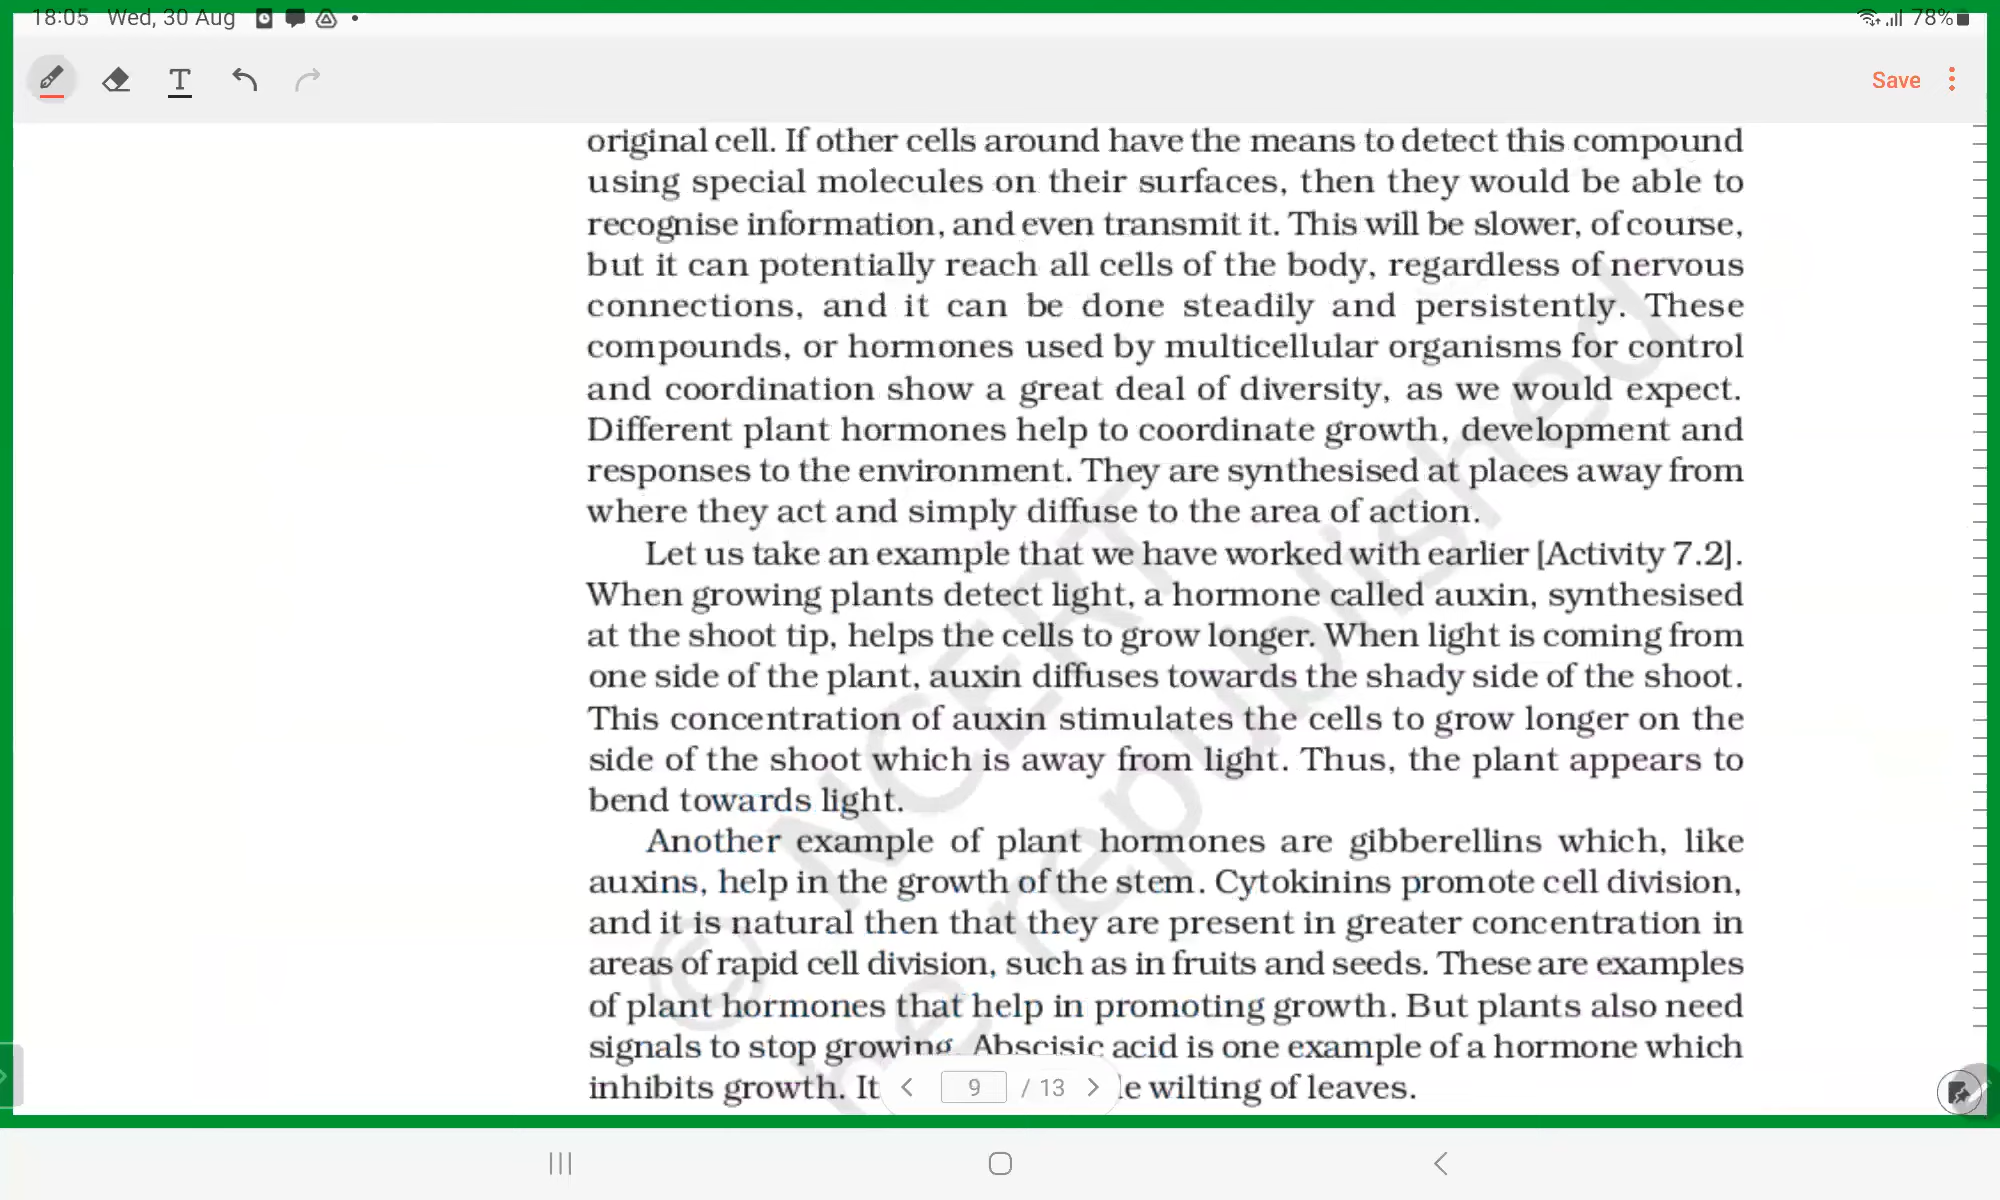 18:05 Wed, 30 Aug
78%
T
Save
original cell. If other cells around have the means to detect this compound
using special molecules on their surfaces, then they would be able to
recognise information, and even transmit it. This will be slower, of course,
but it can potentially reach all cells of the body, regardless of nervous
connections, and it can be done steadily and persistently. These
compounds, or hormones used by multicellular organisms for control
and coordination show a great deal of diversity, as we would expect.
Different plant hormones help to coordinate growth, development and
responses to the environment. They are synthesised at places away from
where they act and simply diffuse to the area of action.
Let us take an example that we have worked with earlier [Activity 7.2].
When growing plants detect light, a hormone called auxin, synthesised
at the shoot tip, helps the cells to grow longer. When light is coming from
one side of the plant, auxin diffuses towards the shady side of the shoot.
This concentration of auxin stimulates the cells to grow longer on the
side of the shoot which is away from light. Thus, the plant appears to
bend towards light.
Another example of plant hormones are gibberellins which, like
auxins, help in the growth of the stem. Cytokinins promote cell division,
and it is natural then that they are present in greater concentration in
areas of rapid cell division, such as in fruits and seeds. These are examples
of plant hormones that help in promoting growth. But plants also need
signals to stop growing. Abscisic acid is one example of a hormone which
inhibits growth. It wilting of leaves.
9 / 13
© NCERT
be republished